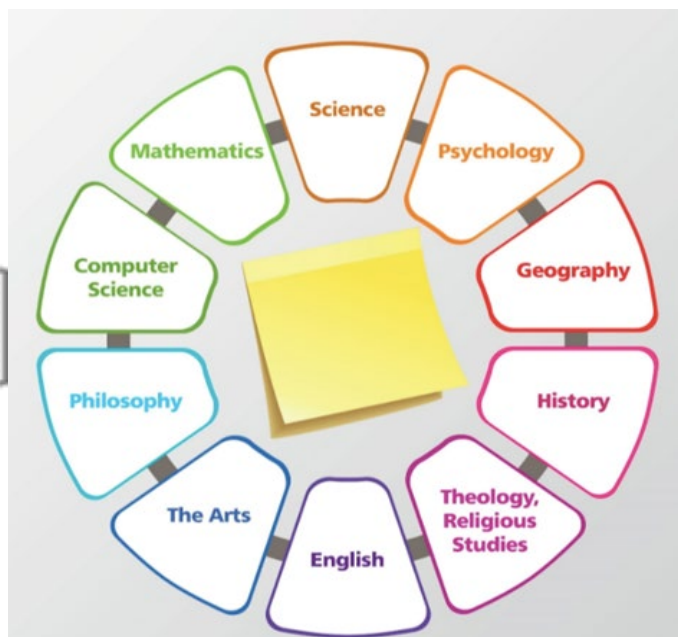 Science
Psychology
Geography
History
Theology,
Religious
Studies
English
The Arts
Philosophy
Computer
Science
Mathematics